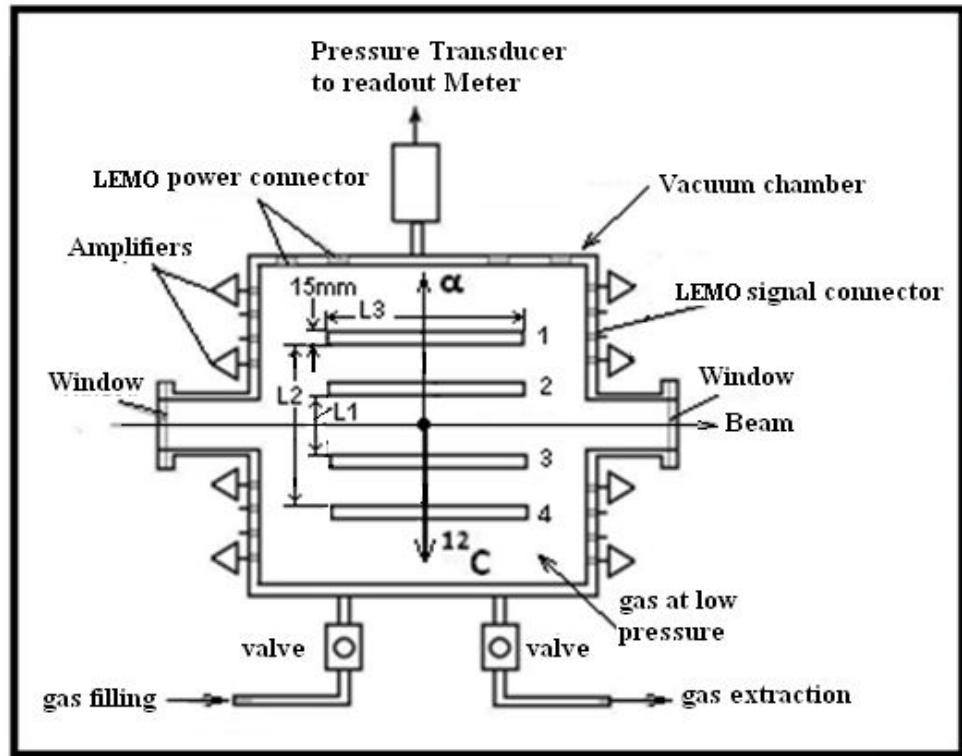 Pressure Transducer
to readout Meter
LEMO power connector
Vacuum chamber
Amplifiers
15mm
α
L3
LEMO signal connector
1
Window
2
Window
L2
L1
Beam
3
4
12
C
gas at low
pressure
valve
valve
gas filling
gas extraction